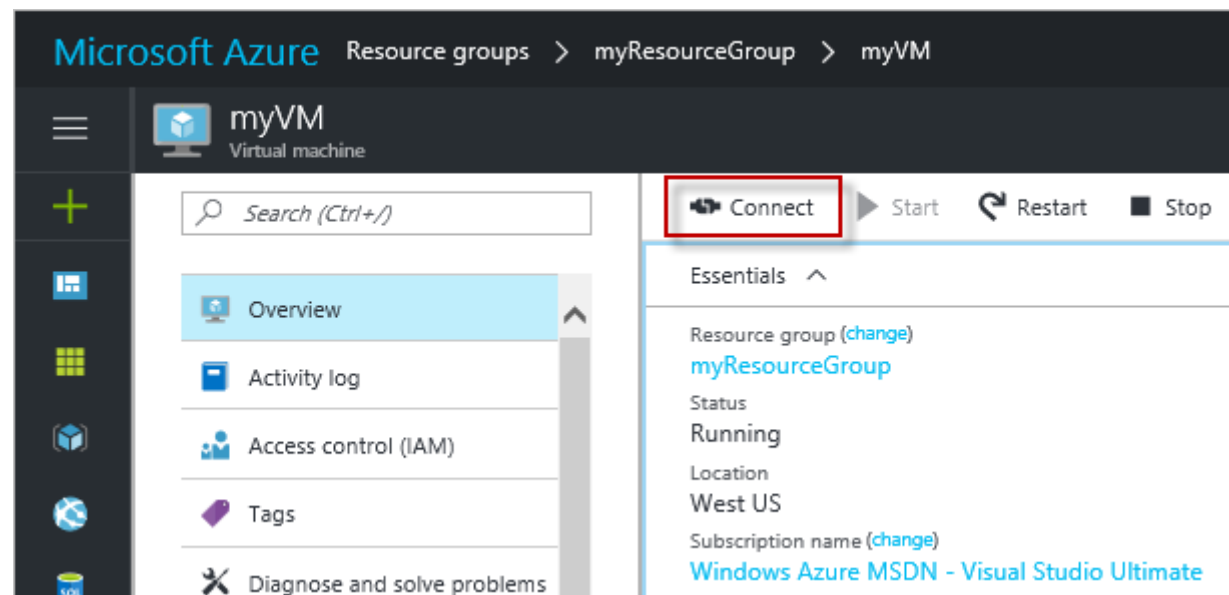 Microsoft Azure Resource groups > myResourceGroup > myVM
myVM
Virtual machine
Search (Ctrl+/)
Connect Start Restart Stop
Essentials
Overview
Resource group (change)
myResourceGroup
Activity log
Status
Running
Access control (IAM)
Location
West US
Tags
Subscription name (change)
Windows Azure MSDN - Visual Studio Ultimate
Diagnose and solve problems
SQL